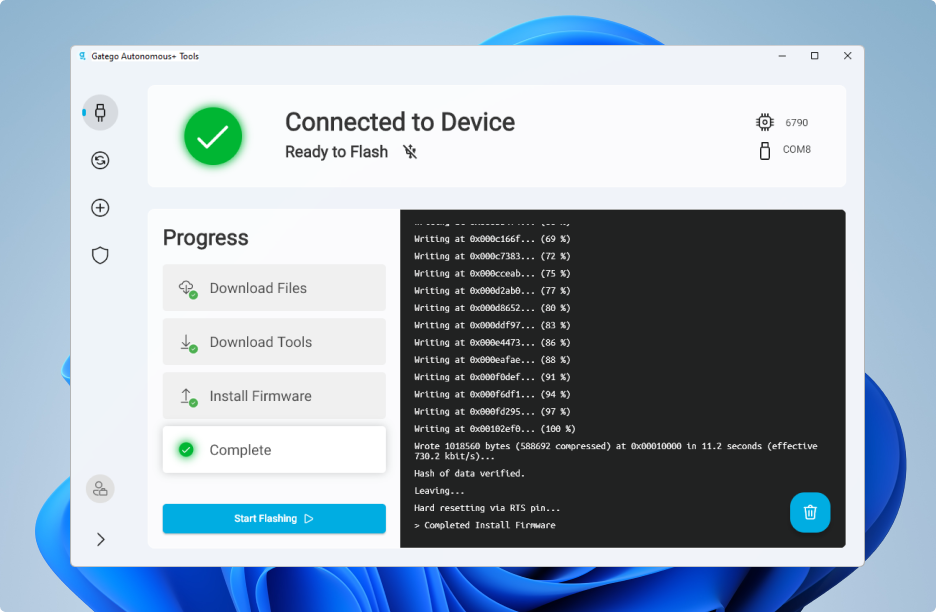 Gatego Autonomous+ Tools
Connected to Device
Ready to Flash
6790
COM8
Progress
Download Files
Download Tools
Install Firmware
Complete
Start Flashing
Writing at 0x000c166f... (69 %)
Writing at 0x000c7383... (72 %)
Writing at 0x000cceab... (75 %)
Writing at 0x000d2ab0... (77 %)
Writing at 0x000d8652... (80 %)
Writing at 0x000ddf97... (83 %)
Writing at 0x000e4473... (86 %)
Writing at 0x000eafae... (88 %)
Writing at 0x000f0def... (91 %)
Writing at 0x000f6df1... (94 %)
Writing at 0x000fd295... (97 %)
Writing at 0x00102ef0... (100 %)
Wrote 1018560 bytes (588692 compressed) at 0x00010000 in 11.2 seconds (effective
730.2 kbit/s)...
Hash of data verified.
Leaving...
Hard resetting via RTS pin...
> Completed Install Firmware